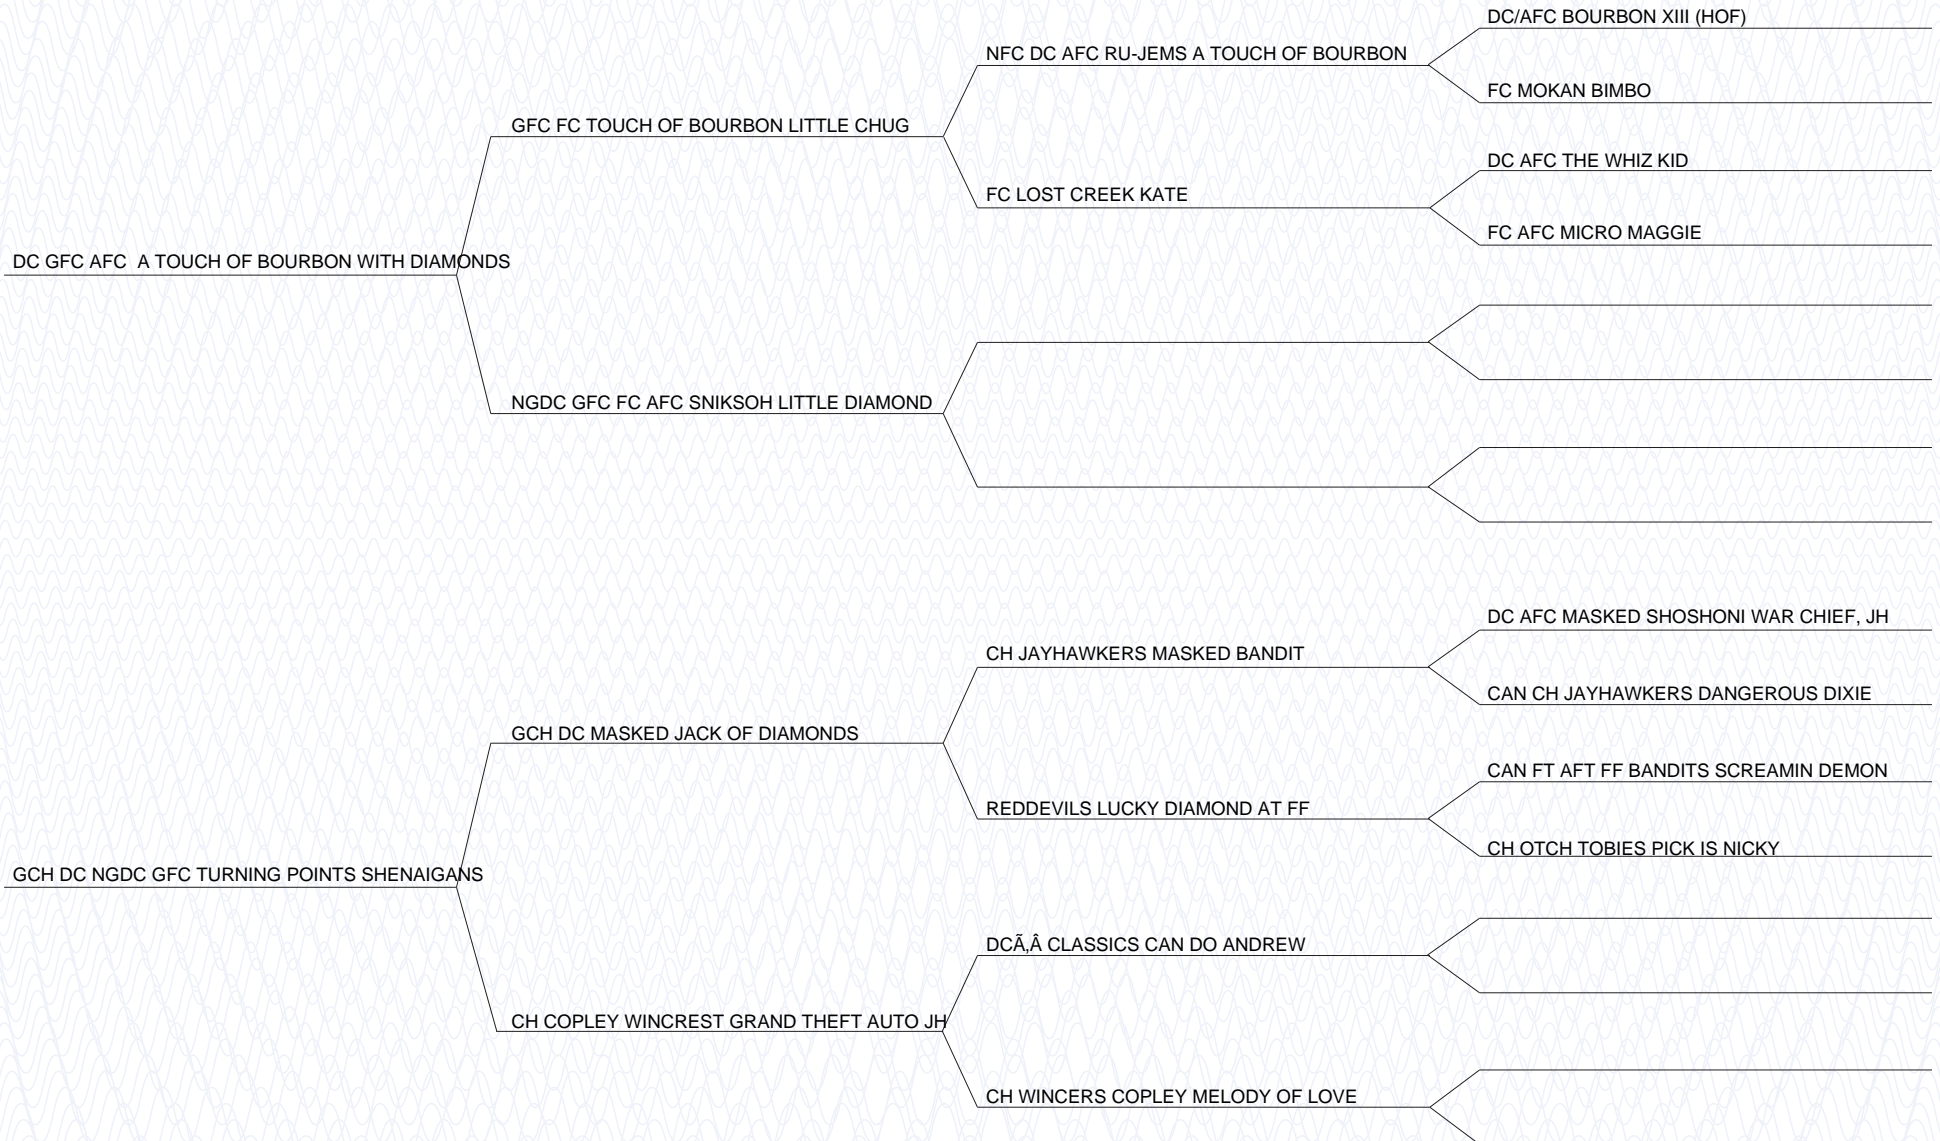 DC/AFC BOURBON XIII (HOF)
NFC DC AFC RU-JEMS A TOUCH OF BOURBON
FC MOKAN BIMBO
GFC FC TOUCH OF BOURBON LITTLE CHUG
DC AFC THE WHIZ KID
FC LOST CREEK KATE
FC AFC MICRO MAGGIE
DC GFC AFC  A TOUCH OF BOURBON WITH DIAMONDS
NGDC GFC FC AFC SNIKSOH LITTLE DIAMOND
DC AFC MASKED SHOSHONI WAR CHIEF, JH
CH JAYHAWKERS MASKED BANDIT
CAN CH JAYHAWKERS DANGEROUS DIXIE
GCH DC MASKED JACK OF DIAMONDS
CAN FT AFT FF BANDITS SCREAMIN DEMON
REDDEVILS LUCKY DIAMOND AT FF
CH OTCH TOBIES PICK IS NICKY
GCH DC NGDC GFC TURNING POINTS SHENAIGANS
DCÃ‚Â CLASSICS CAN DO ANDREW
CH COPLEY WINCREST GRAND THEFT AUTO JH
CH WINCERS COPLEY MELODY OF LOVE